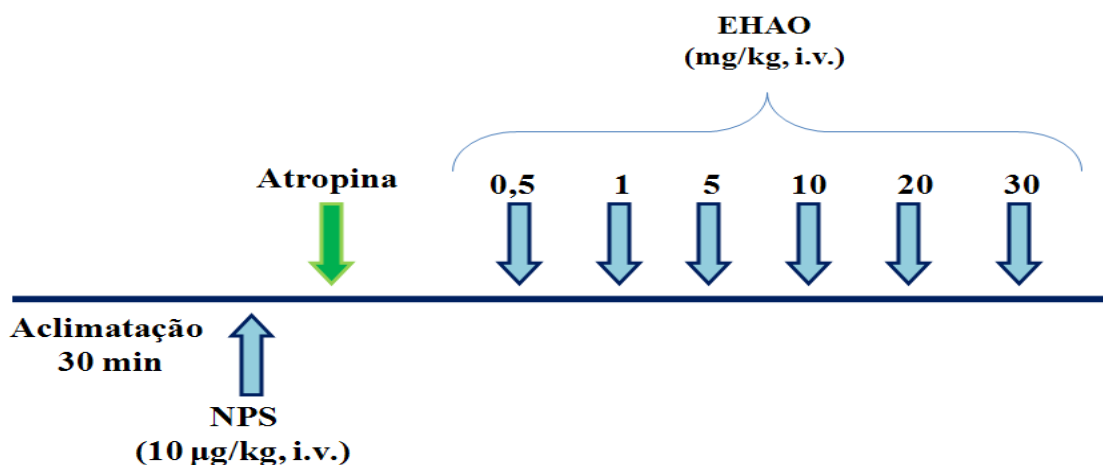 EHAO
(mg/kg, i.v.)
Atropina
0,5 1 5 10 20 30
Aclimatação
30 min
NPS
(10 µg/kg, i.v.)